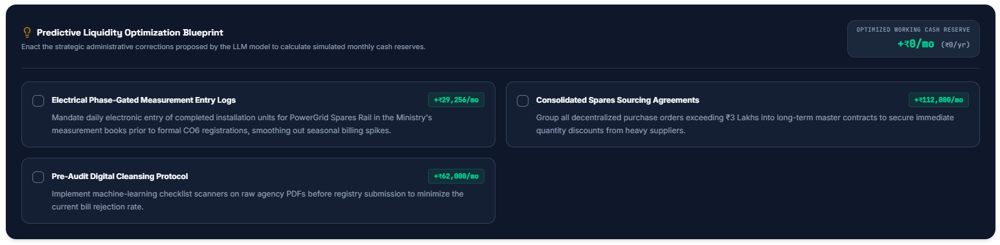 Predictive Liquidity Optimization Blueprint
Enact the strategic administrative corrections proposed by the LLM model to calculate simulated monthly cash reserves.
OPTIMIZED WORKING CASH RESERVE
+₹0/mo (₹0/yr)
Electrical Phase-Gated Measurement Entry Logs
+₹29,256/mo
Mandate daily electronic entry of completed installation units for PowerGrid Spares Rail in the Ministry's
measurement books prior to formal CO6 registrations, smoothing out seasonal billing spikes.
Consolidated Spares Sourcing Agreements
+₹112,000/mo
Group all decentralized purchase orders exceeding ₹3 Lakhs into long-term master contracts to secure immediate
quantity discounts from heavy suppliers.
Pre-Audit Digital Cleansing Protocol
+₹62,000/mo
Implement machine-learning checklist scanners on raw agency PDFs before registry submission to minimize the
current bill rejection rate.